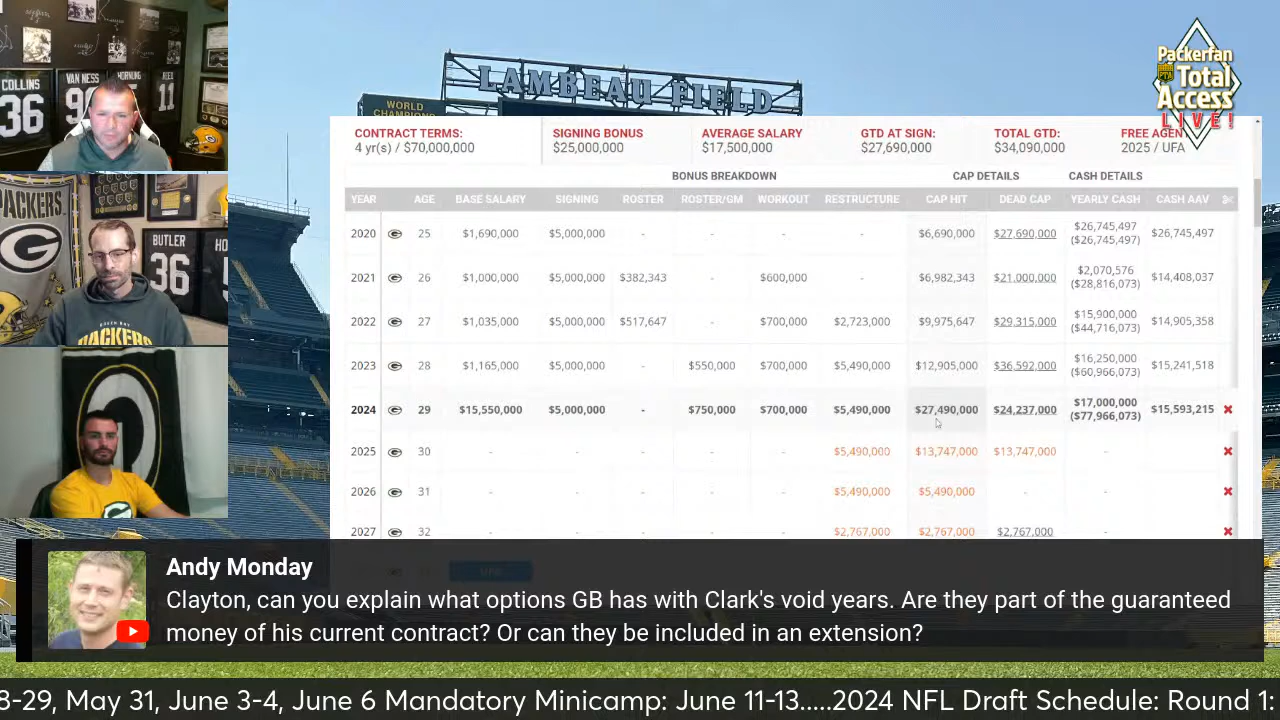 COLLINS
36
VAN NESS
REED
11
PACKERS
BUTLER
36
PACKERS
LAMBEAU FIELD
WORLD
CHAMPIONS
Packerfan
PTA
Total
Access
LIVE!
CONTRACT TERMS: SIGNING BONUS AVERAGE SALARY GTD AT SIGN: TOTAL GTD: FREE AGEN
4 yr(s) / $70,000,000 $25,000,000 $17,500,000 $27,690,000 $34,090,000 2025 / UFA
BONUS BREAKDOWN CAP DETAILS CASH DETAILS
YEAR AGE BASE SALARY SIGNING ROSTER ROSTER/GM WORKOUT RESTRUCTURE CAP HIT DEAD CAP YEARLY CASH CASH AAV
2020 25 $1,690,000 $5,000,000 - - - - $6,690,000 $27,690,000 $26,745,497 ($26,745,497) $26,745,497
2021 26 $1,000,000 $5,000,000 $382,343 - $600,000 - $6,982,343 $21,000,000 $2,070,576 ($28,816,073) $14,408,037
2022 27 $1,035,000 $5,000,000 $517,647 - $700,000 $2,723,000 $9,975,647 $29,315,000 $15,900,000 ($44,716,073) $14,905,358
2023 28 $1,165,000 $5,000,000 - $550,000 $700,000 $5,490,000 $12,905,000 $36,592,000 $16,250,000 ($60,966,073) $15,241,518
2024 29 $15,550,000 $5,000,000 - $750,000 $700,000 $5,490,000 $27,490,000 $24,237,000 $17,000,000 ($77,966,073) $15,593,215
2025 30 - - - - - $5,490,000 $13,747,000 $13,747,000 -
2026 31 - - - - - $5,490,000 $5,490,000 - -
2027 32 - - - - - $2,767,000 $2,767,000 $2,767,000 -
Andy Monday
Clayton, can you explain what options GB has with Clark's void years. Are they part of the guaranteed
money of his current contract? Or can they be included in an extension?
8-29, May 31, June 3-4, June 6 Mandatory Minicamp: June 11-13.....2024 NFL Draft Schedule: Round 1: